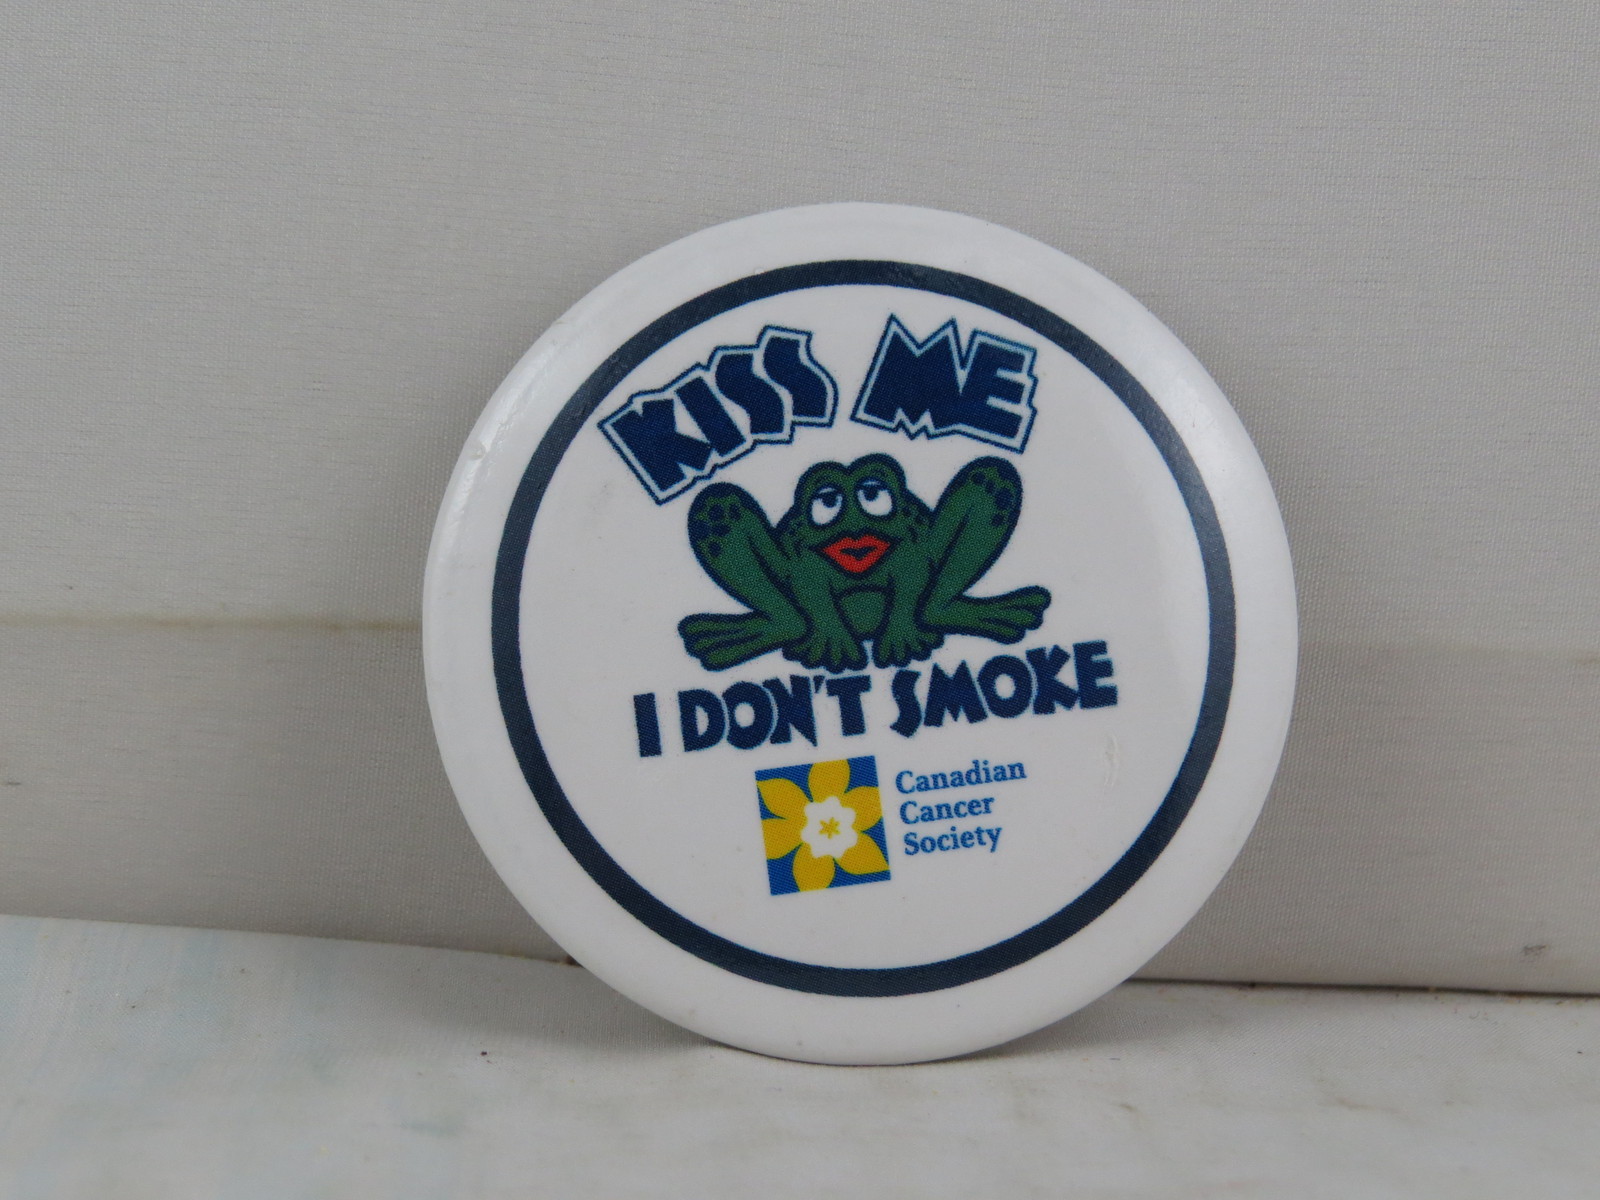 KISS ME
I DON'T SMOKE
Canadian
Cancer
Society